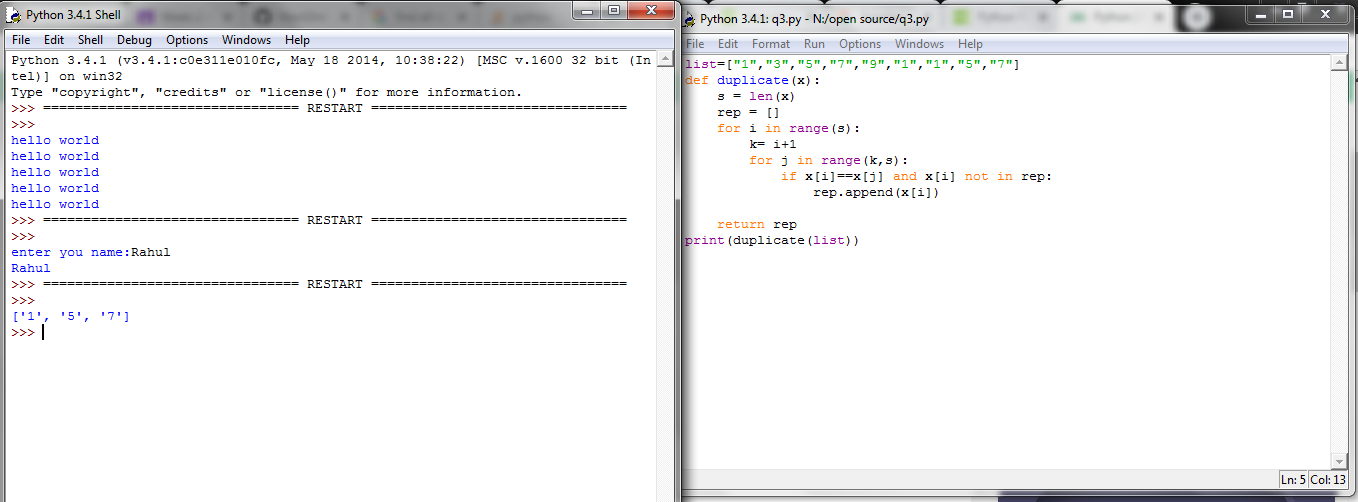 Python 3.4.1 Shell
File Edit Shell Debug Options Windows Help
Python 3.4.1 (v3.4.1:c0e311e010fc, May 18 2014, 10:38:22) [MSC v.1600 32 bit (In
tel)] on win32
Type "copyright", "credits" or "license()" for more information.
>>> ================================ RESTART ================================
>>>
hello world
hello world
hello world
hello world
hello world
>>> ================================ RESTART ================================
>>>
enter you name:Rahul
Rahul
>>> ================================ RESTART ================================
>>>
['1', '5', '7']
>>>
Python 3.4.1: q3.py - N:/open source/q3.py
File Edit Format Run Options Windows Help
list=["1","3","5","7","9","1","1","5","7"]
def duplicate(x):
    s = len(x)
    rep = []
    for i in range(s):
        k= i+1
        for j in range(k,s):
            if x[i]==x[j] and x[i] not in rep:
                rep.append(x[i])
    return rep
print(duplicate(list))
Ln: 5 Col: 13